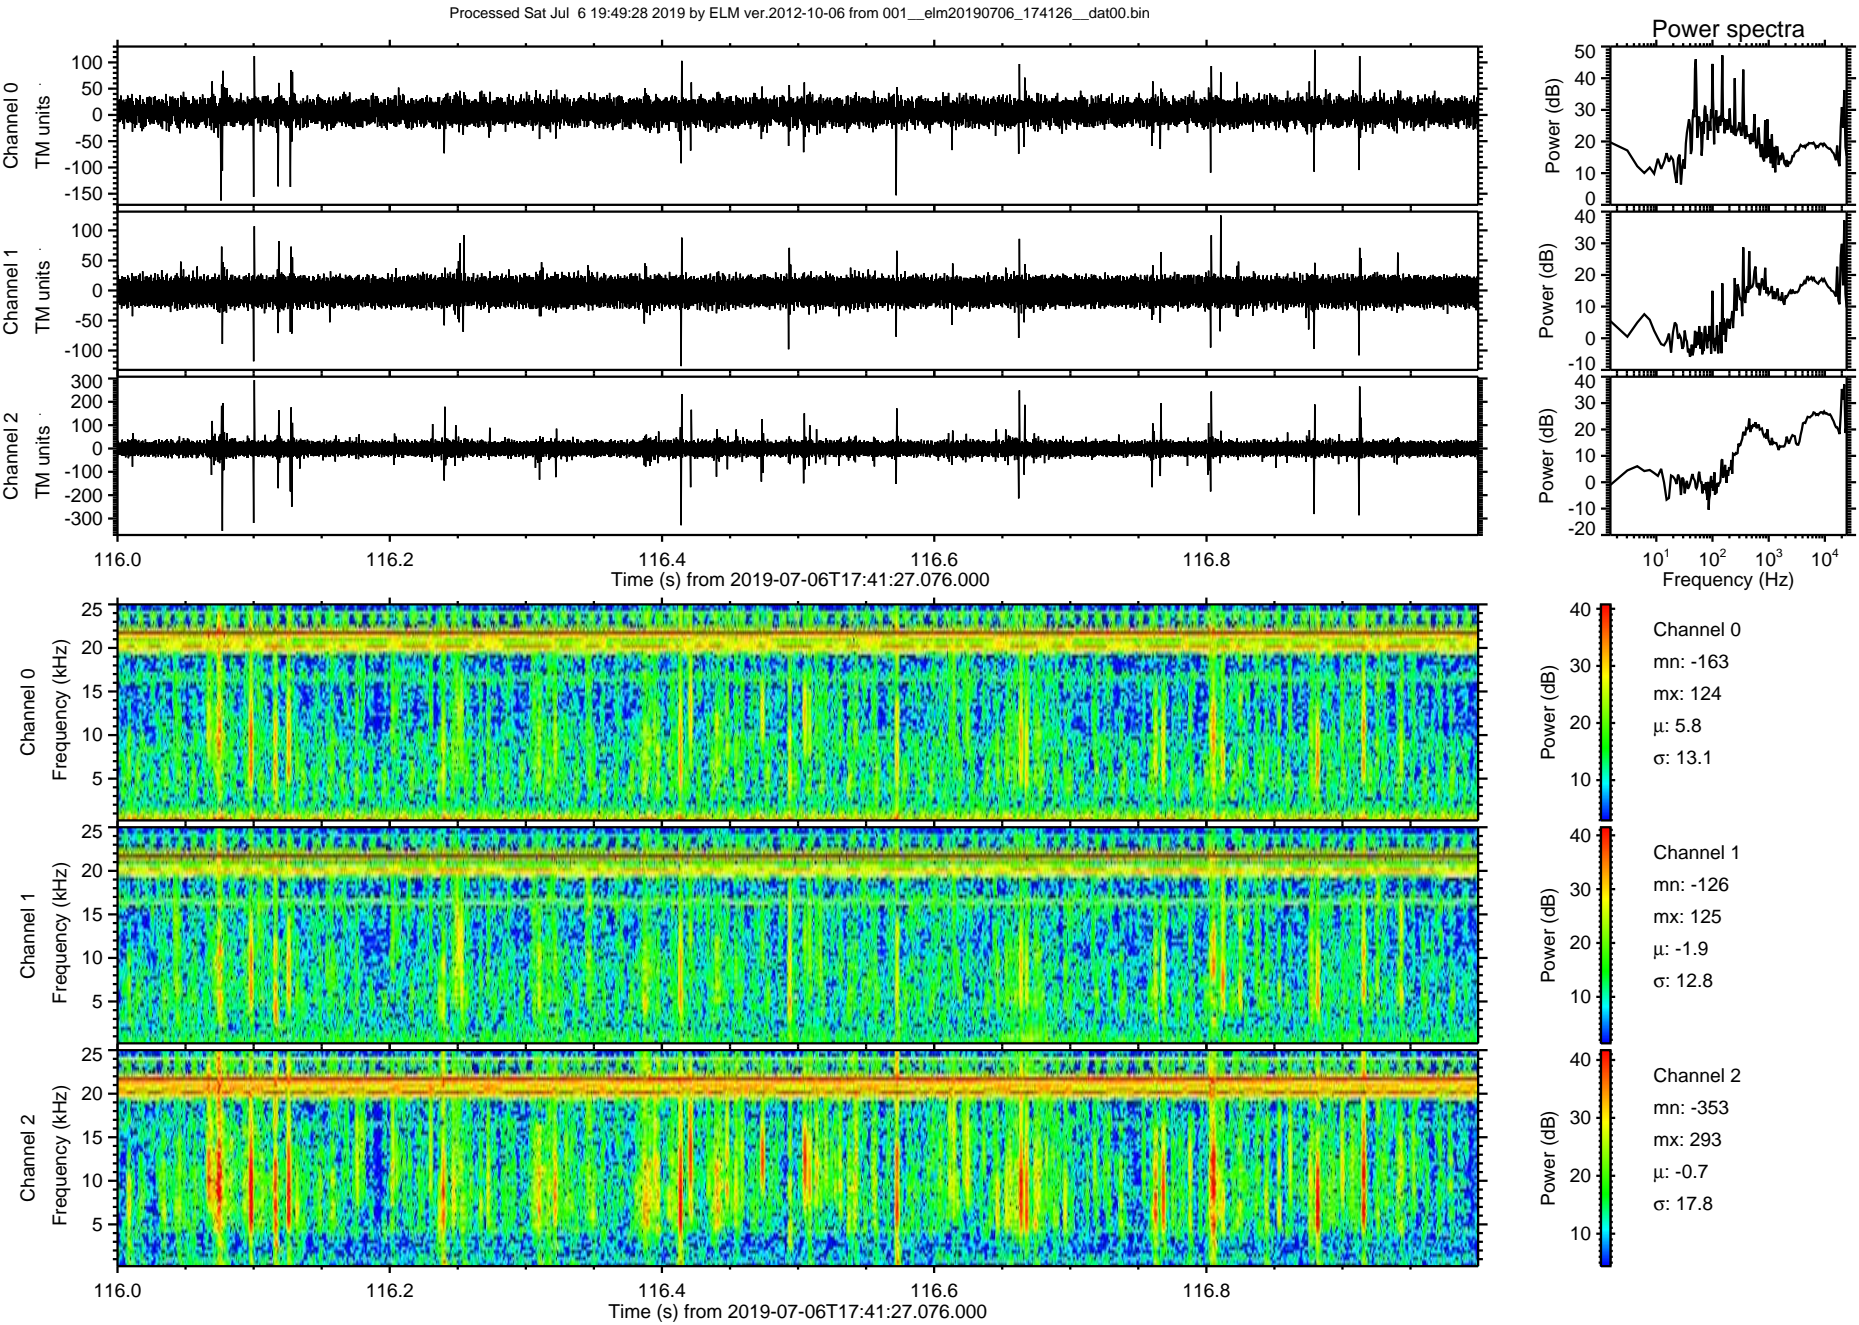 Processed Sat Jul  6 19:49:28 2019 by ELM ver.2012-10-06 from 001__elm20190706_174126__dat00.bin
Power spectra
Channel 0
TM units
100
50
0
-50
-100
-150
Power (dB)
50
40
30
20
10
0
Channel 1
TM units
100
50
0
-50
-100
Power (dB)
40
30
20
10
0
-10
Channel 2
TM units
300
200
100
0
-100
-200
-300
Power (dB)
40
30
20
10
0
-10
-20
116.0 116.2 116.4 116.6 116.8
Time (s) from 2019-07-06T17:41:27.076.000
10¹ 10² 10³ 10⁴
Frequency (Hz)
Channel 0
Frequency (kHz)
25
20
15
10
5
Power (dB)
40
30
20
10
Channel 0
mn: -163
mx: 124
μ: 5.8
σ: 13.1
Channel 1
Frequency (kHz)
25
20
15
10
5
Power (dB)
40
30
20
10
Channel 1
mn: -126
mx: 125
μ: -1.9
σ: 12.8
Channel 2
Frequency (kHz)
25
20
15
10
5
Power (dB)
40
30
20
10
Channel 2
mn: -353
mx: 293
μ: -0.7
σ: 17.8
116.0 116.2 116.4 116.6 116.8
Time (s) from 2019-07-06T17:41:27.076.000